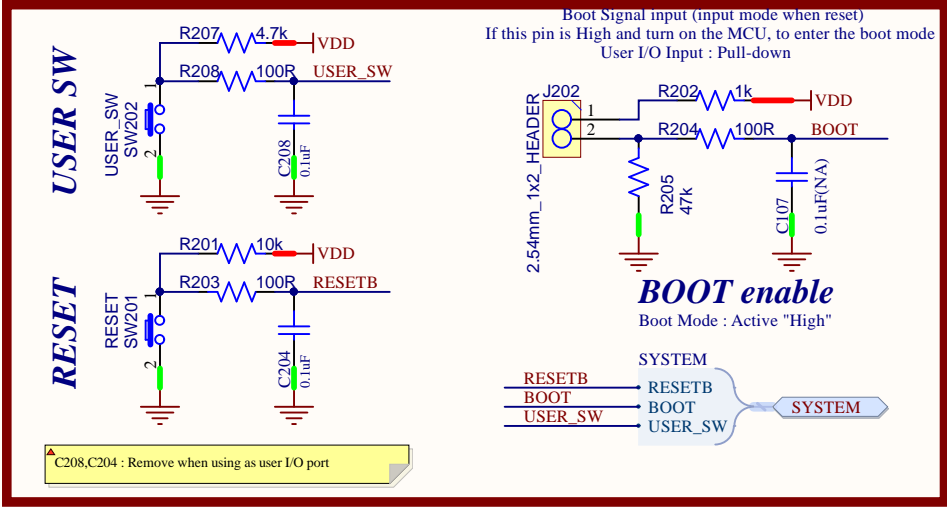 USER SW
R207
4.7k
VDD
R208
100R
USER_SW
1
USER_SW
SW202
2
C208
0.1uF
Boot Signal input (input mode when reset)
If this pin is High and turn on the MCU, to enter the boot mode
User I/O Input : Pull-down
J202
2.54mm_1x2_HEADER
1
2
R202
1k
VDD
R204
100R
BOOT
R205
47k
C107
0.1uF(NA)
BOOT enable
Boot Mode : Active "High"
RESET
R201
10k
VDD
R203
100R
RESETB
1
RESET
SW201
2
C204
0.1uF
SYSTEM
RESETB
RESETB
BOOT
BOOT
USER_SW
USER_SW
SYSTEM
C208,C204 : Remove when using as user I/O port